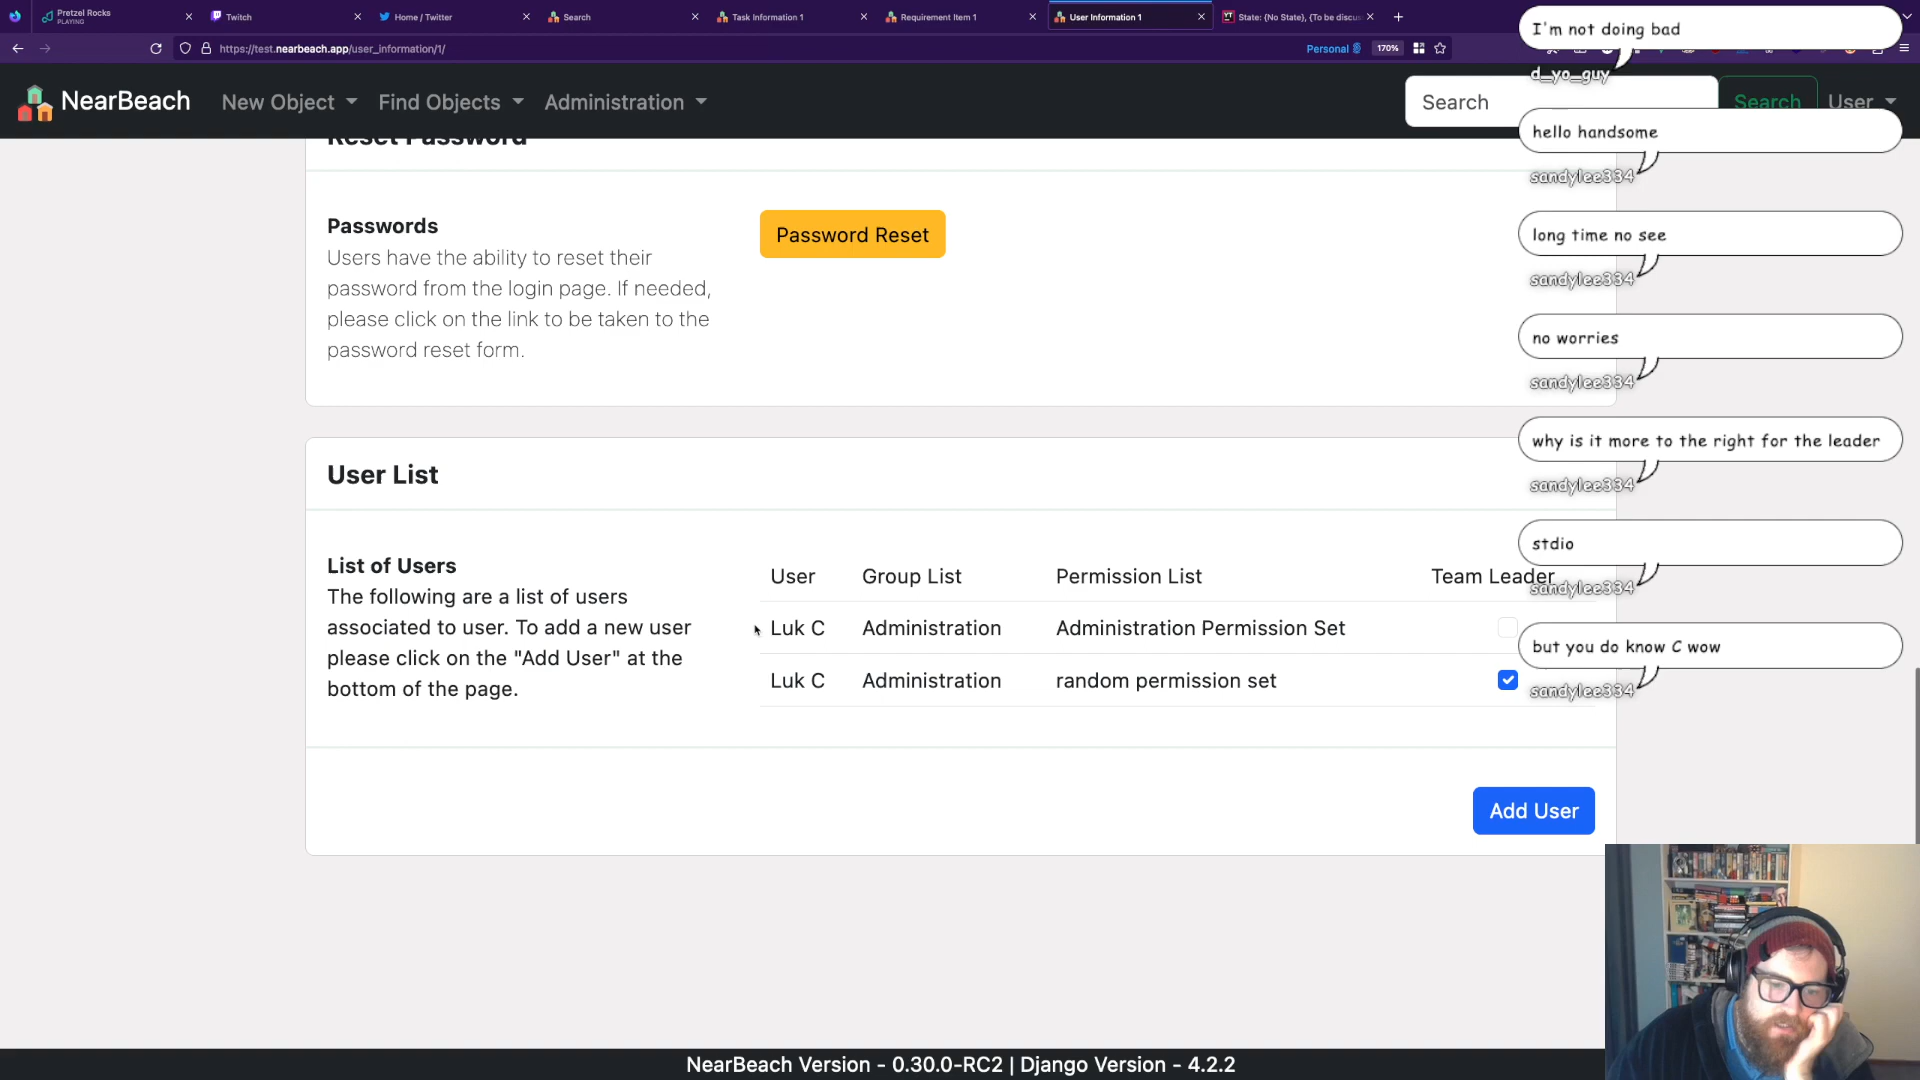 Pretzel Rocks
PLAYING
Twitch
Home / Twitter
Search
Task Information 1
Requirement Item 1
User Information 1
State: {No State}, {To be discus
https://test.nearbeach.app/user_information/1/
Personal
170%
NearBeach
New Object
Find Objects
Administration
Search
Search
User
Reset Password
Passwords
Users have the ability to reset their
password from the login page. If needed,
please click on the link to be taken to the
password reset form.
Password Reset
User List
List of Users
The following are a list of users
associated to user. To add a new user
please click on the "Add User" at the
bottom of the page.
User Group List Permission List Team Leader
Luk C Administration Administration Permission Set
Luk C Administration random permission set
Add User
I'm not doing bad
d_yo_guy
hello handsome
sandylee334
long time no see
sandylee334
no worries
sandylee334
why is it more to the right for the leader
sandylee334
stdio
sandylee334
but you do know C wow
sandylee334
NearBeach Version - 0.30.0-RC2 | Django Version - 4.2.2